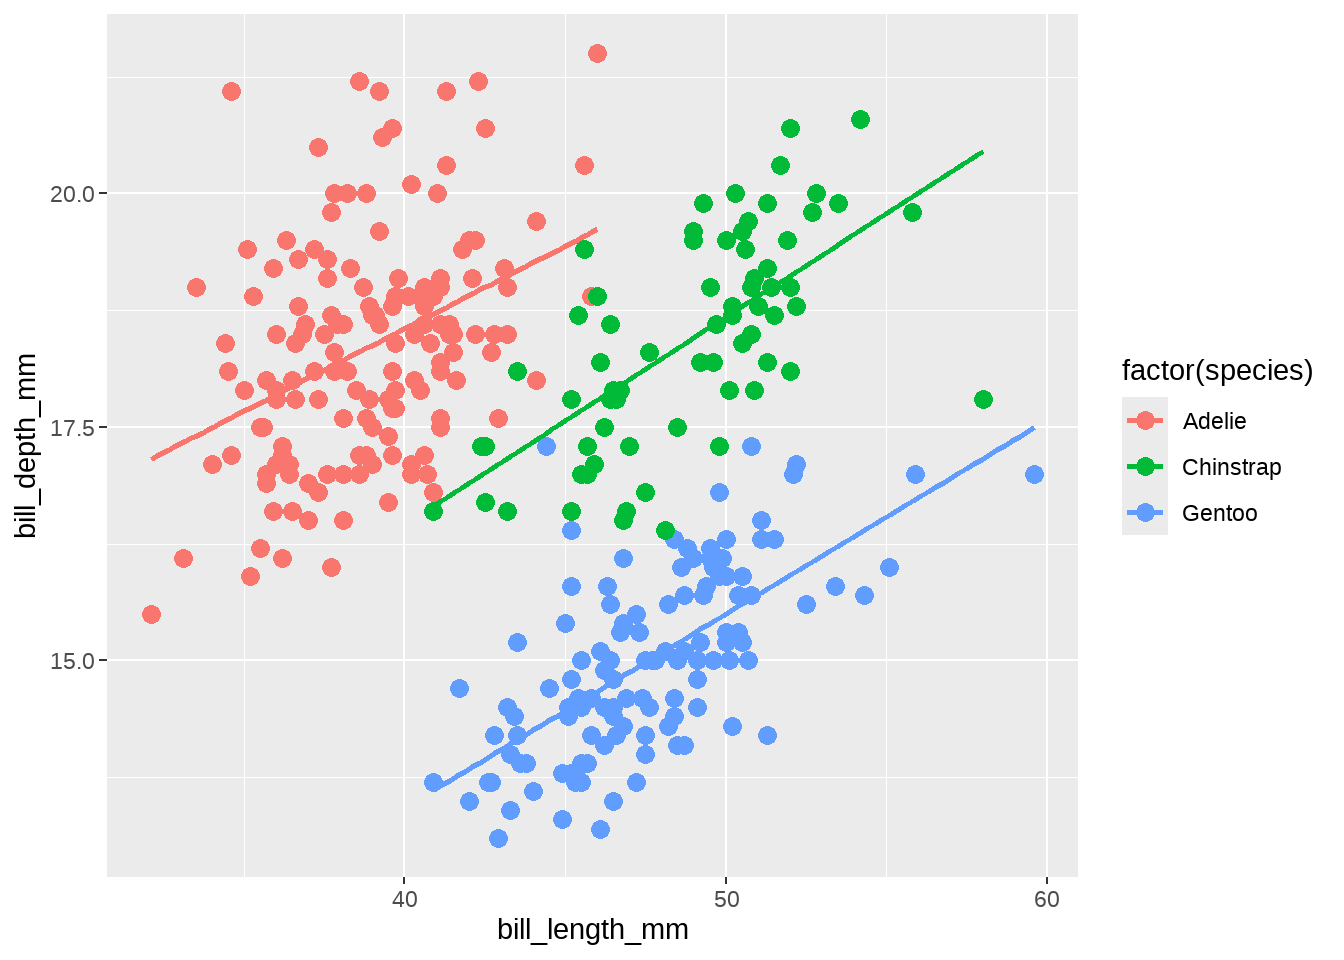 20.0
17.5
15.0
bill_depth_mm
40
50
60
bill_length_mm
factor(species)
Adelie
Chinstrap
Gentoo